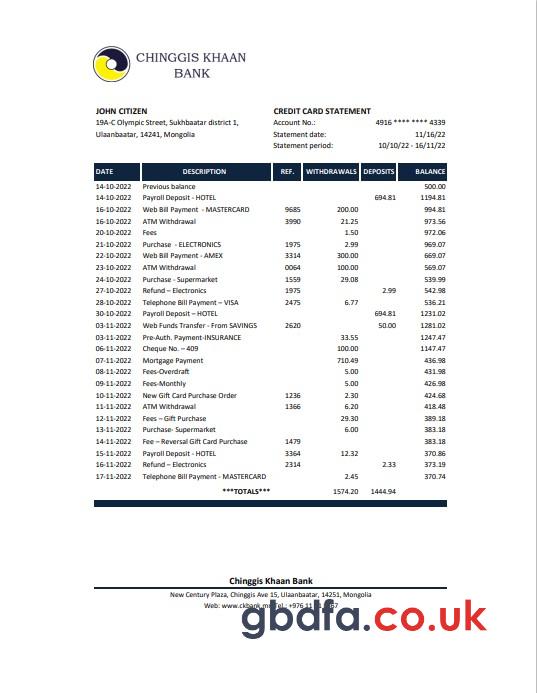 CHINGGIS KHAAN
BANK
JOHN CITIZEN
19A-C Olympic Street, Sukhbaatar district 1,
Ulaanbaatar, 14241, Mongolia
CREDIT CARD STATEMENT
Account No.: 4916 **** **** 4339
Statement date: 11/16/22
Statement period: 10/10/22 - 16/11/22
DATE DESCRIPTION REF. WITHDRAWALS DEPOSITS BALANCE
14-10-2022 Previous balance 500.00
14-10-2022 Payroll Deposit - HOTEL 694.81 1194.81
16-10-2022 Web Bill Payment - MASTERCARD 9685 200.00 994.81
16-10-2022 ATM Withdrawal 3990 21.25 973.56
20-10-2022 Fees 1.50 972.06
21-10-2022 Purchase - ELECTRONICS 1975 2.99 969.07
22-10-2022 Web Bill Payment - AMEX 3314 300.00 669.07
23-10-2022 ATM Withdrawal 0064 100.00 569.07
24-10-2022 Purchase - Supermarket 1559 29.08 539.99
27-10-2022 Refund – Electronics 1975 2.99 542.98
28-10-2022 Telephone Bill Payment – VISA 2475 6.77 536.21
30-10-2022 Payroll Deposit – HOTEL 694.81 1231.02
03-11-2022 Web Funds Transfer - From SAVINGS 2620 50.00 1281.02
03-11-2022 Pre-Auth. Payment-INSURANCE 33.55 1247.47
06-11-2022 Cheque No. – 409 100.00 1147.47
07-11-2022 Mortgage Payment 710.49 436.98
08-11-2022 Fees-Overdraft 5.00 431.98
09-11-2022 Fees-Monthly 5.00 426.98
10-11-2022 New Gift Card Purchase Order 1236 2.30 424.68
11-11-2022 ATM Withdrawal 1366 6.20 418.48
12-11-2022 Fees – Gift Purchase 29.30 389.18
13-11-2022 Purchase- Supermarket 6.00 383.18
14-11-2022 Fee – Reversal Gift Card Purchase 1479 383.18
15-11-2022 Payroll Deposit - HOTEL 3364 12.32 370.86
16-11-2022 Refund – Electronics 2314 2.33 373.19
17-11-2022 Telephone Bill Payment - MASTERCARD 2.45 370.74
***TOTALS*** 1574.20 1444.94
Chinggis Khaan Bank
New Century Plaza, Chinggis Ave 15, Ulaanbaatar, 14251, Mongolia
Web: www.ckbank.mn Tel.: +976 11
gbdfa.co.uk